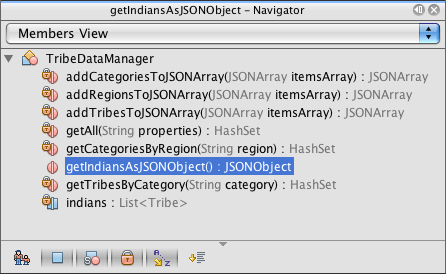 getIndiansAsJSONObject – Navigator
Members View
TribeDataManager
addCategoriesToJSONArray(JSONArray itemsArray) : JSONArray
addRegionsToJSONArray(JSONArray itemsArray) : JSONArray
addTribesToJSONArray(JSONArray itemsArray) : JSONArray
getAll(String properties) : HashSet
getCategoriesByRegion(String region) : HashSet
getIndiansAsJSONObject() : JSONObject
getTribesByCategory(String category) : HashSet
indians : List<Tribe>